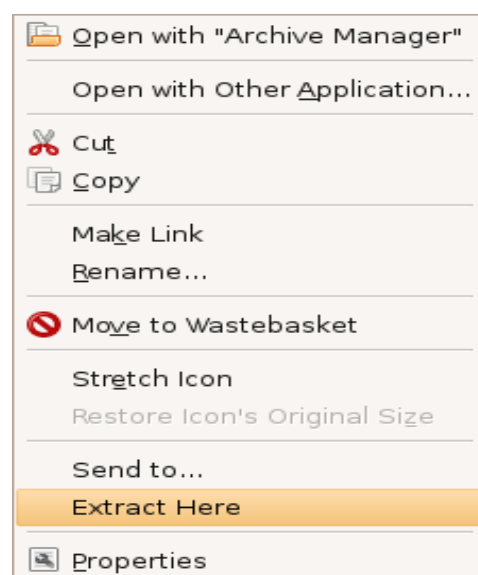 Open with "Archive Manager"
Open with Other Application...
Cut
Copy
Make Link
Rename...
Move to Wastebasket
Stretch Icon
Restore Icon's Original Size
Send to...
Extract Here
Properties